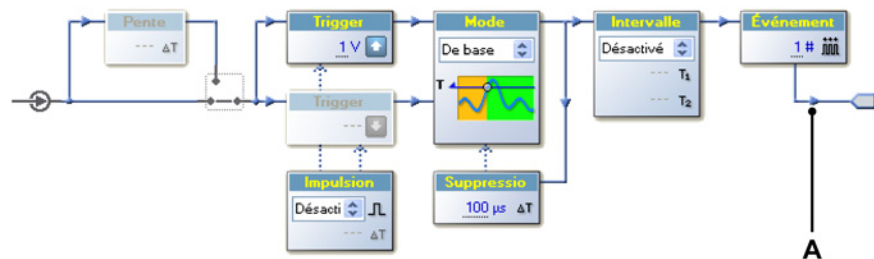 Pente
--- ΔT
Trigger
1 V
Trigger
---
Impulsion
Désacti
--- ΔT
Mode
De base
T
Suppressio
100 µs ΔT
Intervalle
Désactivé
--- T₁
--- T₂
Événement
1 #
A